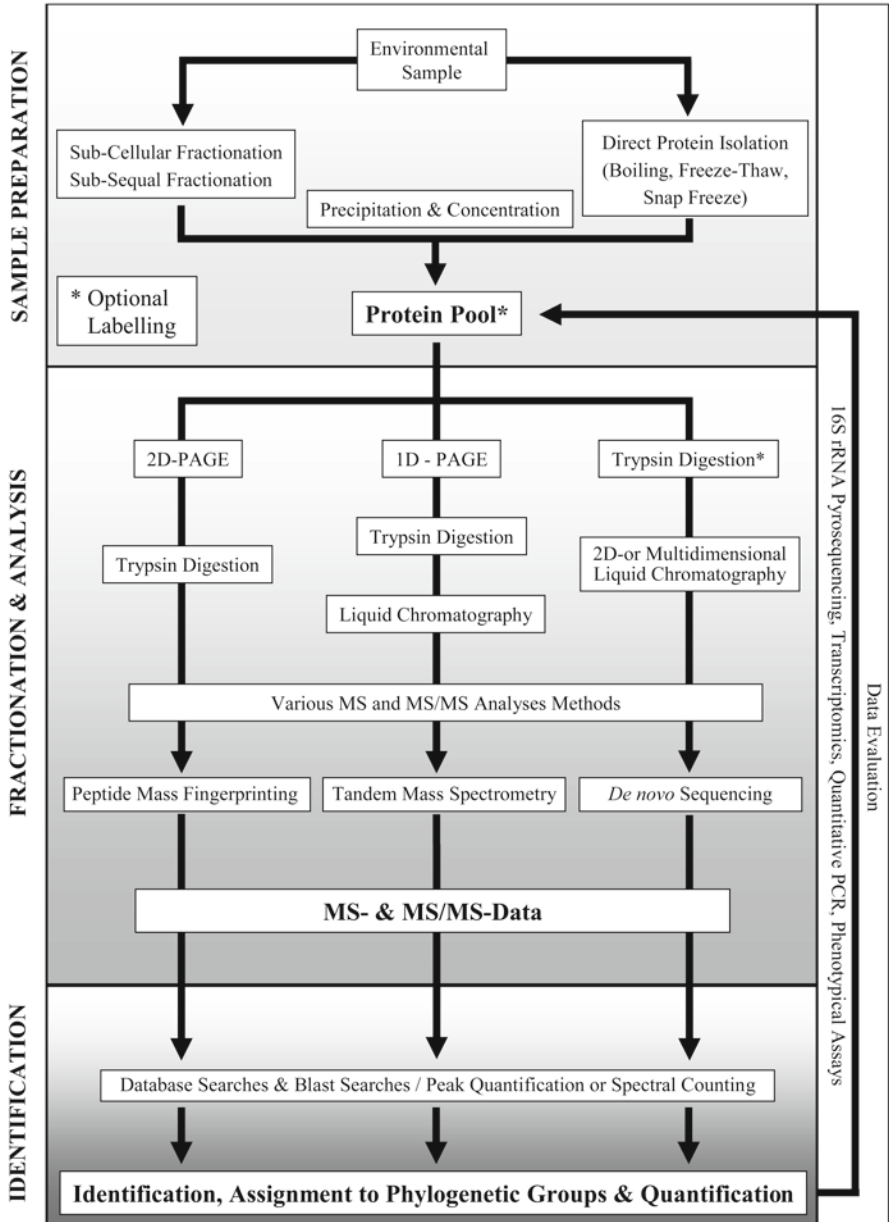 SAMPLE PREPARATION
Environmental
Sample
Sub-Cellular Fractionation
Sub-Sequal Fractionation
Direct Protein Isolation
(Boiling, Freeze-Thaw,
Snap Freeze)
Precipitation & Concentration
* Optional
Labelling
Protein Pool*
FRACTIONATION & ANALYSIS
2D-PAGE
1D - PAGE
Trypsin Digestion*
Trypsin Digestion
Trypsin Digestion
2D-or Multidimensional
Liquid Chromatography
Liquid Chromatography
Various MS and MS/MS Analyses Methods
Peptide Mass Fingerprinting
Tandem Mass Spectrometry
De novo Sequencing
MS- & MS/MS-Data
IDENTIFICATION
Database Searches & Blast Searches / Peak Quantification or Spectral Counting
Identification, Assignment to Phylogenetic Groups & Quantification
Data Evaluation
16S rRNA Pyrosequencing, Transcriptomics, Quantitative PCR, Phenotypical Assays